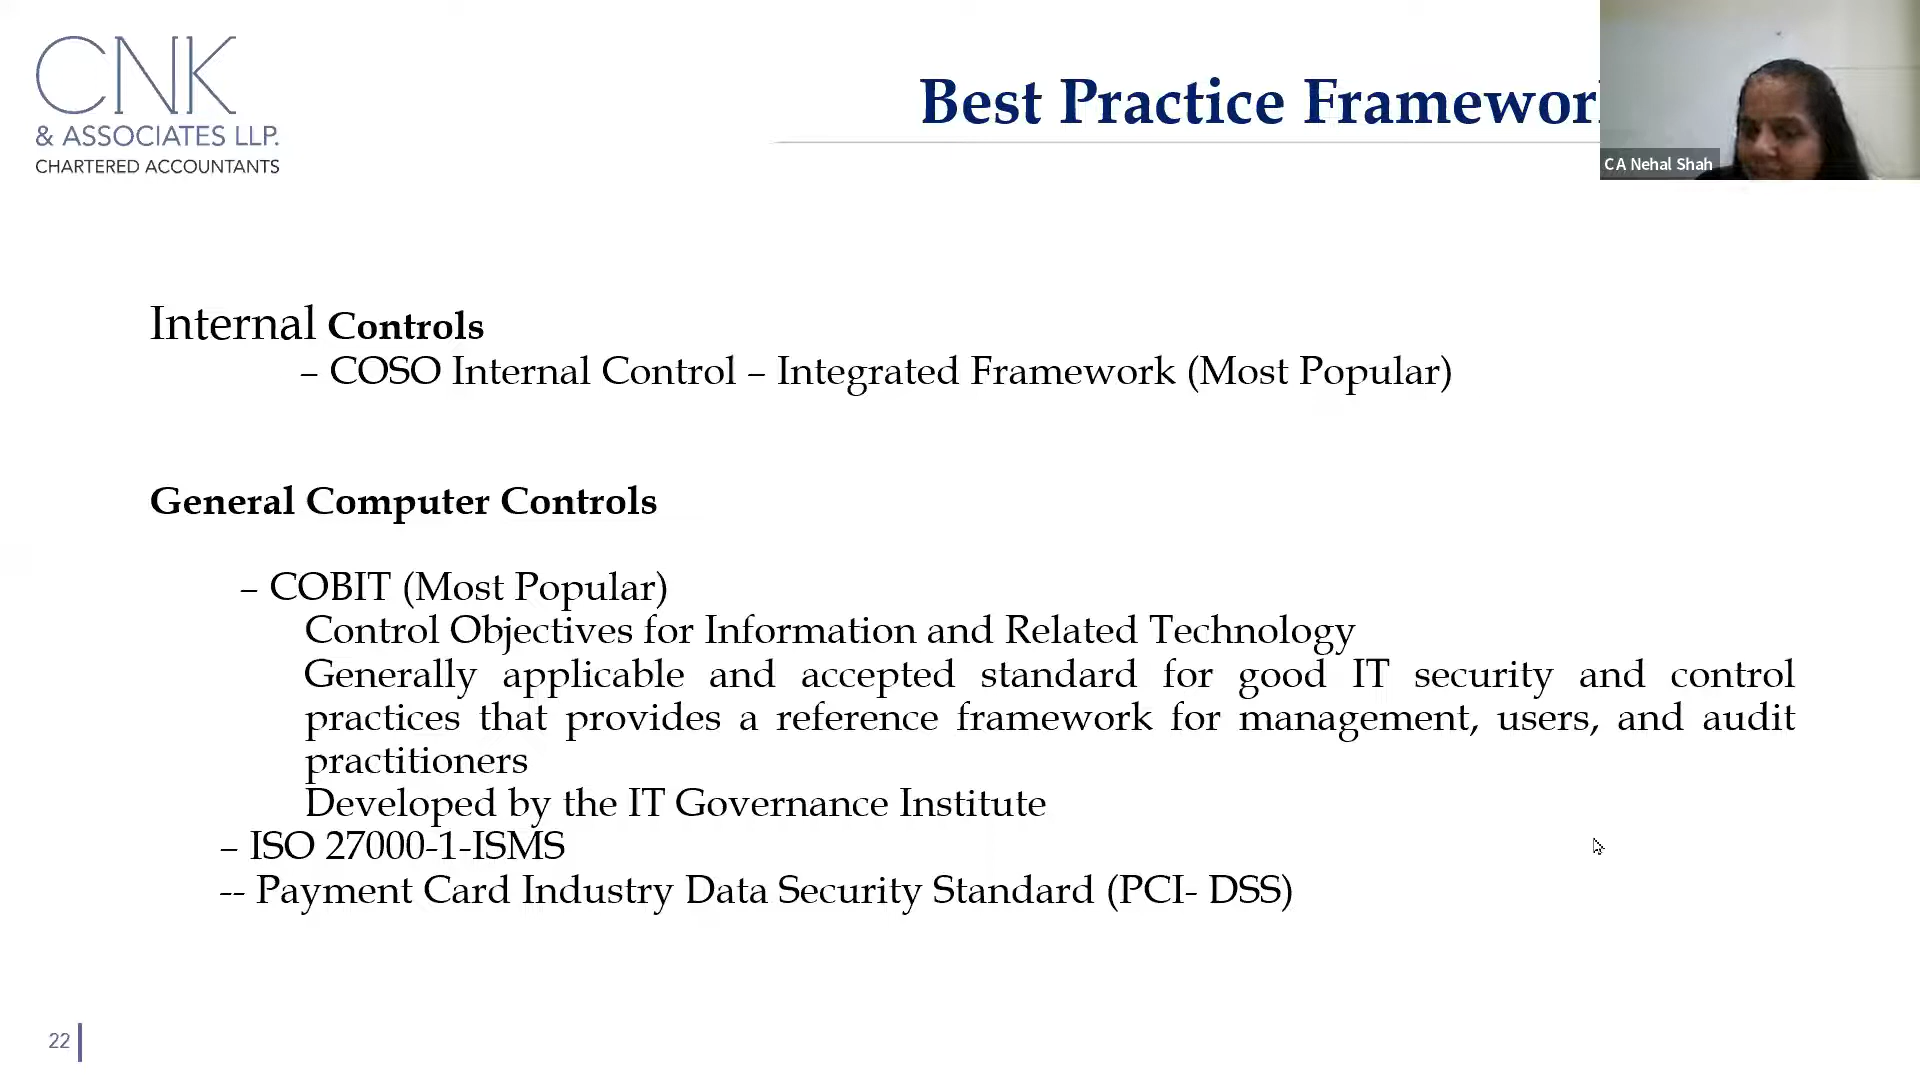 CNK
& ASSOCIATES LLP.
CHARTERED ACCOUNTANTS
Best Practice
C A Nehal Shah
Internal Controls
– COSO Internal Control – Integrated Framework (Most Popular)
General Computer Controls
– COBIT (Most Popular)
Control Objectives for Information and Related Technology
Generally applicable and accepted standard for good IT security and control
practices that provides a reference framework for management, users, and audit
practitioners
Developed by the IT Governance Institute
– ISO 27000-1-ISMS
-- Payment Card Industry Data Security Standard (PCI- DSS)
22